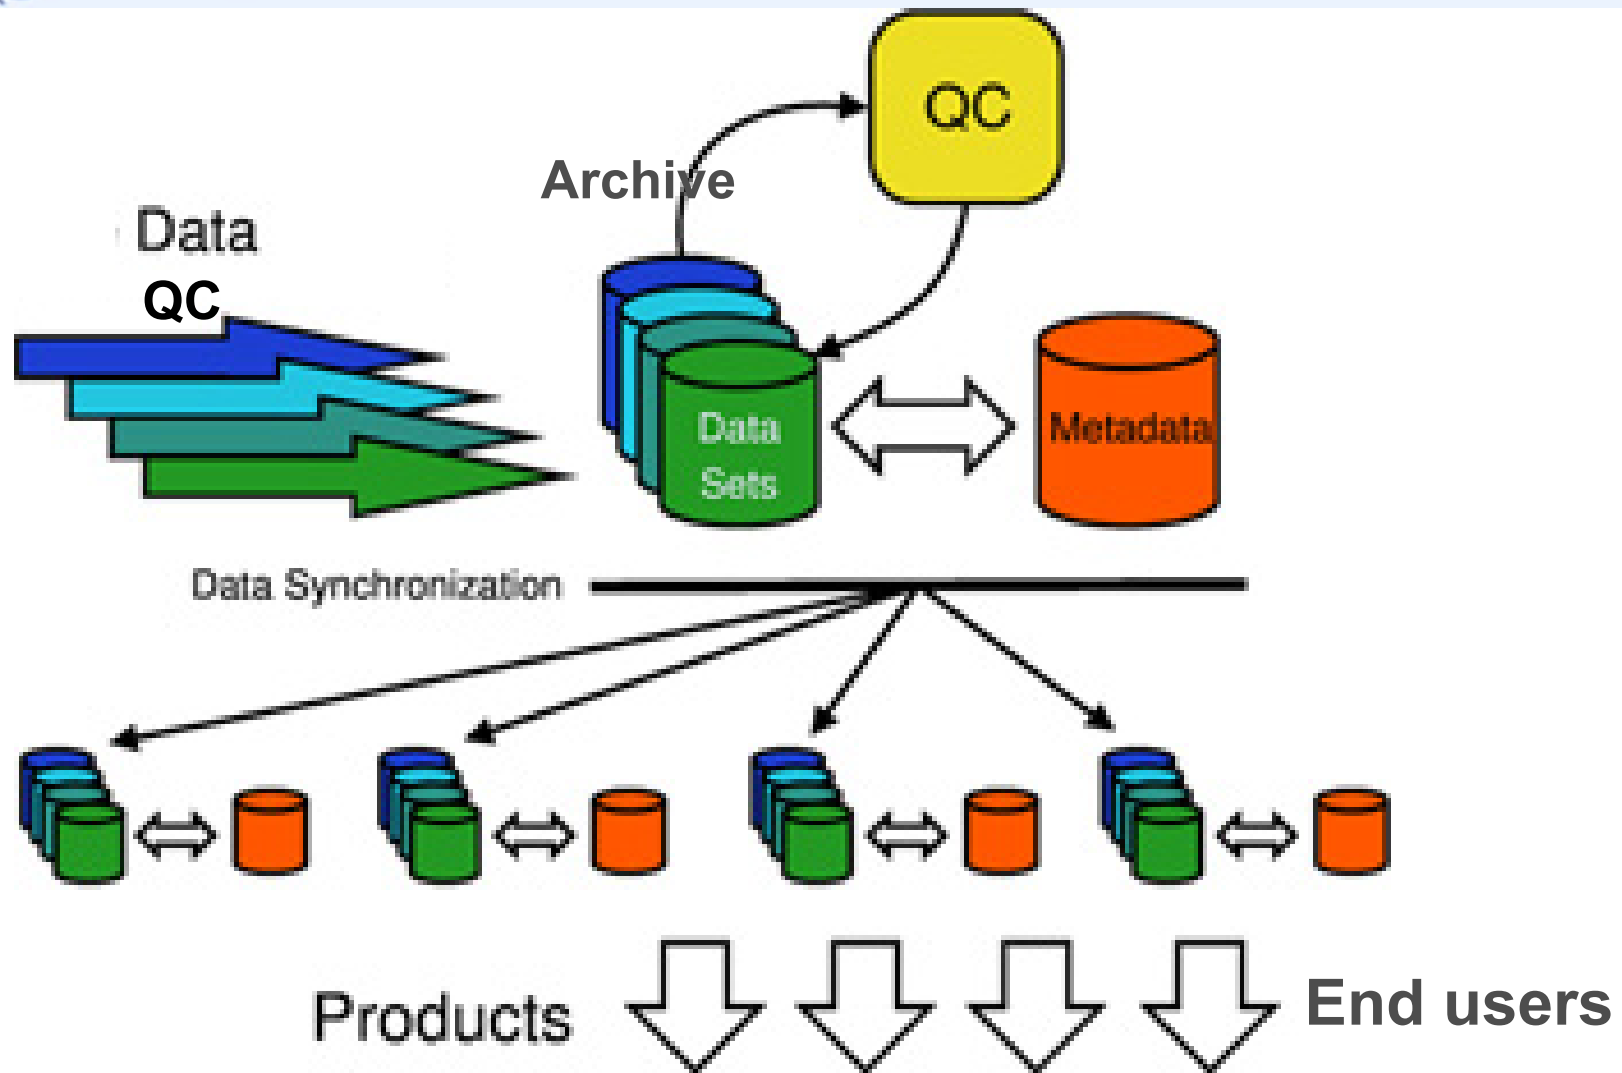 QC
Archive
Data
QC
Data
Sets
Metadata
Data Synchronization
Products
End users